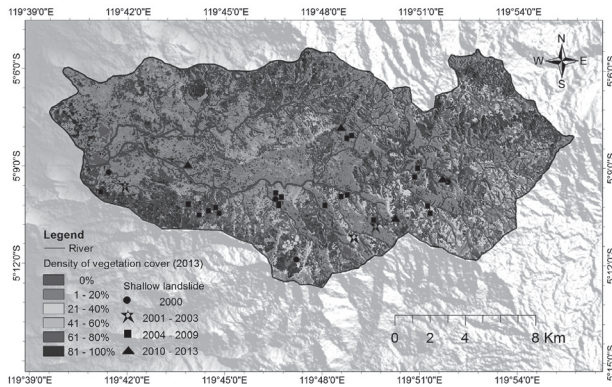 119°39'0"E 119°42'0"E 119°45'0"E 119°48'0"E 119°51'0"E 119°54'0"E
N
W E
S
5°6'0"S
5°6'0"S
5°9'0"S
5°9'0"S
5°12'0"S
5°12'0"S
Legend
River
Density of vegetation cover (2013)
0%
1 - 20%
21 - 40%
41 - 60%
61 - 80%
81 - 100%
Shallow landslide
2000
2001 - 2003
2004 - 2009
2010 - 2013
0 2 4 8 Km
119°39'0"E 119°42'0"E 119°45'0"E 119°48'0"E 119°51'0"E 119°54'0"E